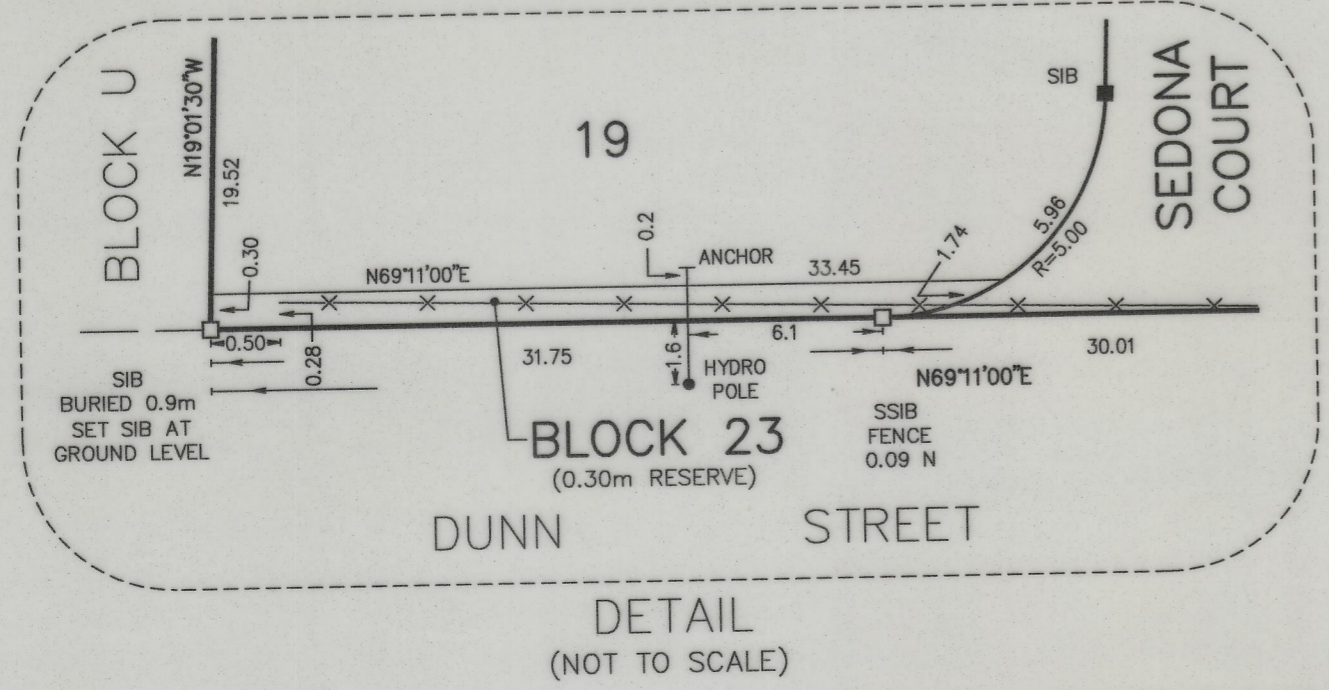 BLOCK U
N19°01'30"W
19.52
19
SIB
SEDONA
COURT
0.30
0.2
ANCHOR
N69°11'00"E
33.45
1.74
5.96
R=5.00
0.50
0.28
31.75
1.6
6.1
HYDRO
POLE
30.01
N69°11'00"E
SIB
BURIED 0.9m
SET SIB AT
GROUND LEVEL
SSIB
FENCE
0.09 N
BLOCK 23
(0.30m RESERVE)
DUNN STREET
DETAIL
(NOT TO SCALE)